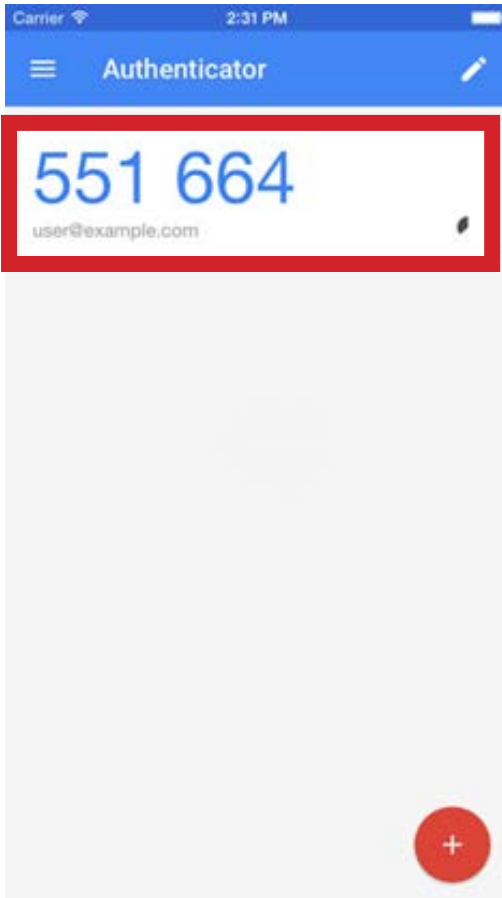 Carrier 2:31 PM
Authenticator
551 664
user@example.com
+